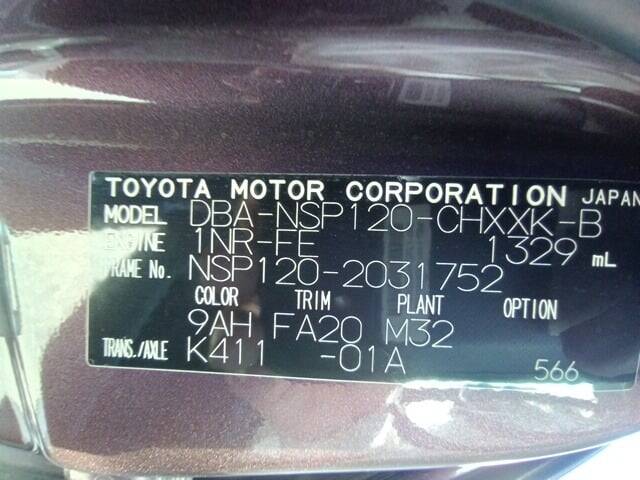 TOYOTA MOTOR CORPORATION JAPAN
MODEL DBA-NSP120-CHXXK-B
ENGINE 1NR-FE 1329 mL
FRAME No. NSP120-2031752
COLOR TRIM PLANT OPTION
9AH FA20 M32
TRANS./AXLE K411 -01A 566